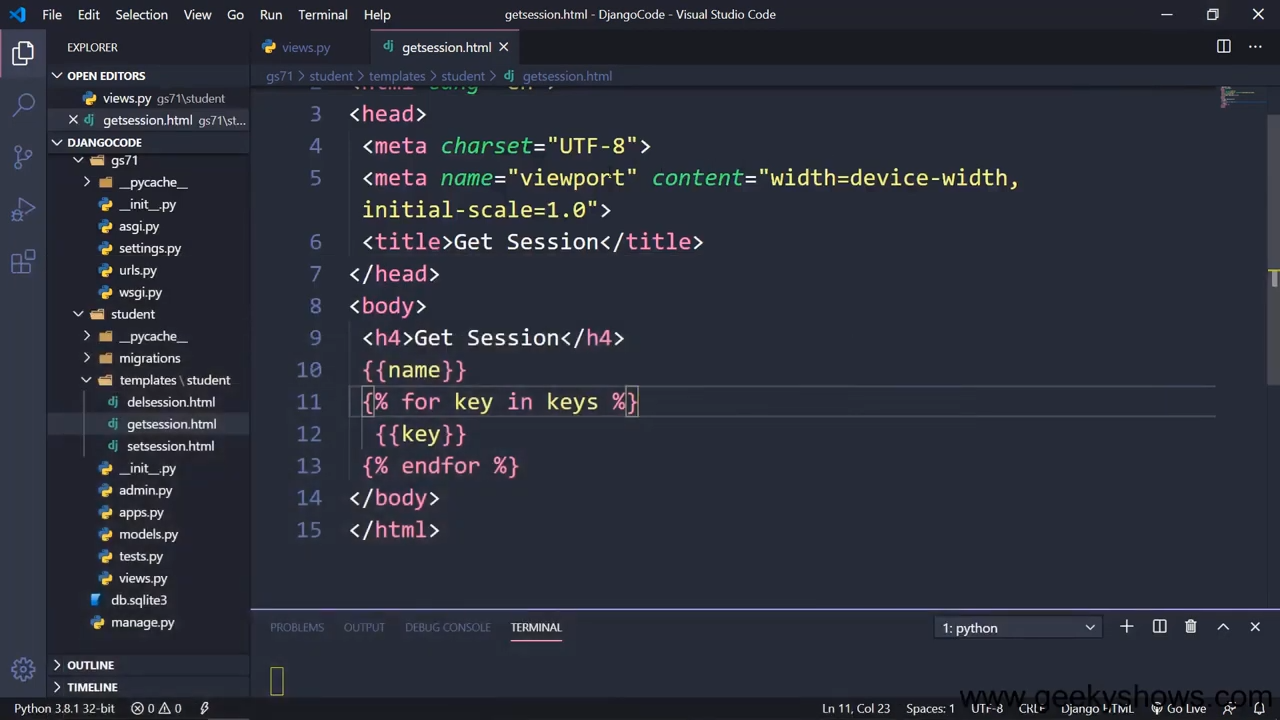 File Edit Selection View Go Run Terminal Help getsession.html - DjangoCode - Visual Studio Code
EXPLORER
OPEN EDITORS
views.py gs71\student
getsession.html gs71\st...
DJANGOCODE
gs71
__pycache__
__init__.py
asgi.py
settings.py
urls.py
wsgi.py
student
__pycache__
migrations
templates \ student
delsession.html
getsession.html
setsession.html
__init__.py
admin.py
apps.py
models.py
tests.py
views.py
db.sqlite3
manage.py
OUTLINE
TIMELINE
views.py getsession.html
gs71 > student > templates > student > getsession.html
3 <head>
4 <meta charset="UTF-8">
5 <meta name="viewport" content="width=device-width,
initial-scale=1.0">
6 <title>Get Session</title>
7 </head>
8 <body>
9 <h4>Get Session</h4>
10 {{name}}
11 {% for key in keys %}
12 {{key}}
13 {% endfor %}
14 </body>
15 </html>
PROBLEMS OUTPUT DEBUG CONSOLE TERMINAL 1: python
www.geekyshows.com
Python 3.8.1 32-bit 0 0 Ln 11, Col 23 Spaces: 1 UTF-8 CRLF Django HTML Go Live